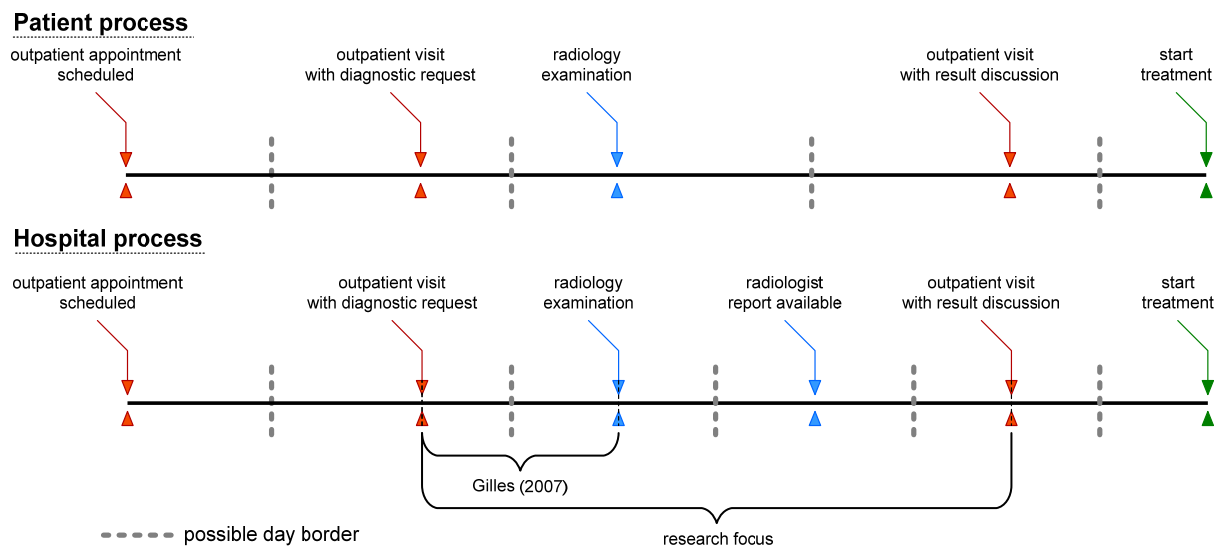 Patient process
outpatient appointment
scheduled
outpatient visit
with diagnostic request
radiology
examination
outpatient visit
with result discussion
start
treatment
Hospital process
outpatient appointment
scheduled
outpatient visit
with diagnostic request
radiology
examination
radiologist
report available
outpatient visit
with result discussion
start
treatment
Gilles (2007)
possible day border
research focus